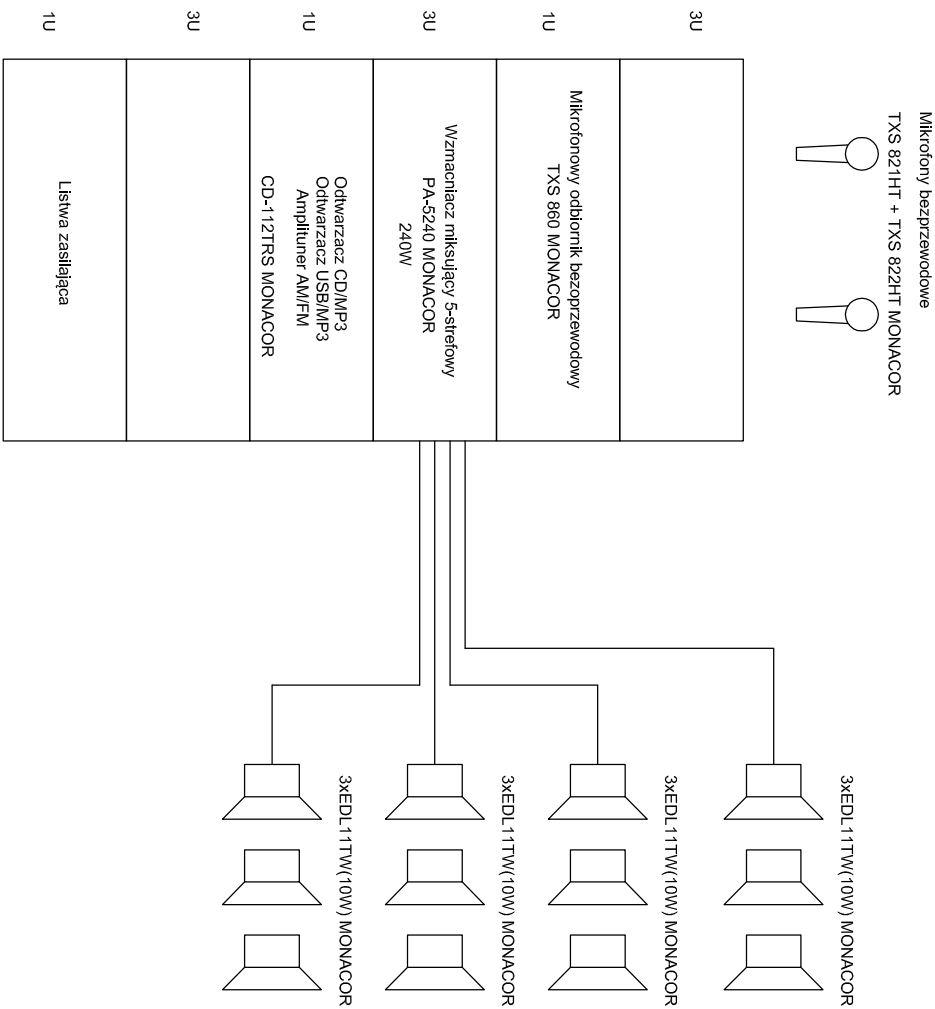 Mikrofony bezprzewodowe
TXS 821HT + TXS 822HT MONACOR
3U
1U
Mikrofonowy odbiornik bezoprzewodowy
TXS 860 MONACOR
3U
Wzmacniacz miksujący 5-strefowy
PA-5240 MONACOR
240W
1U
Odtwarzacz CD/MP3
Odtwarzacz USB/MP3
Amplituner AM/FM
CD-112TRS MONACOR
3U
1U
Listwa zasilająca
3xEDL11TW(10W) MONACOR
3xEDL11TW(10W) MONACOR
3xEDL11TW(10W) MONACOR
3xEDL11TW(10W) MONACOR